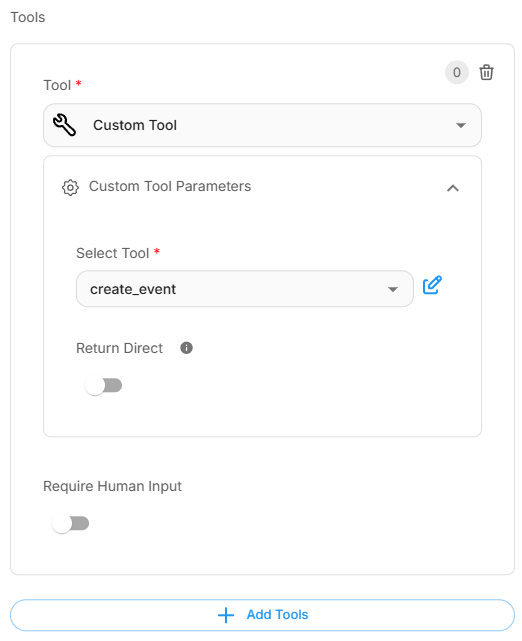 Tools
0
Tool *
Custom Tool
Custom Tool Parameters
Select Tool *
create_event
Return Direct
Require Human Input
Add Tools